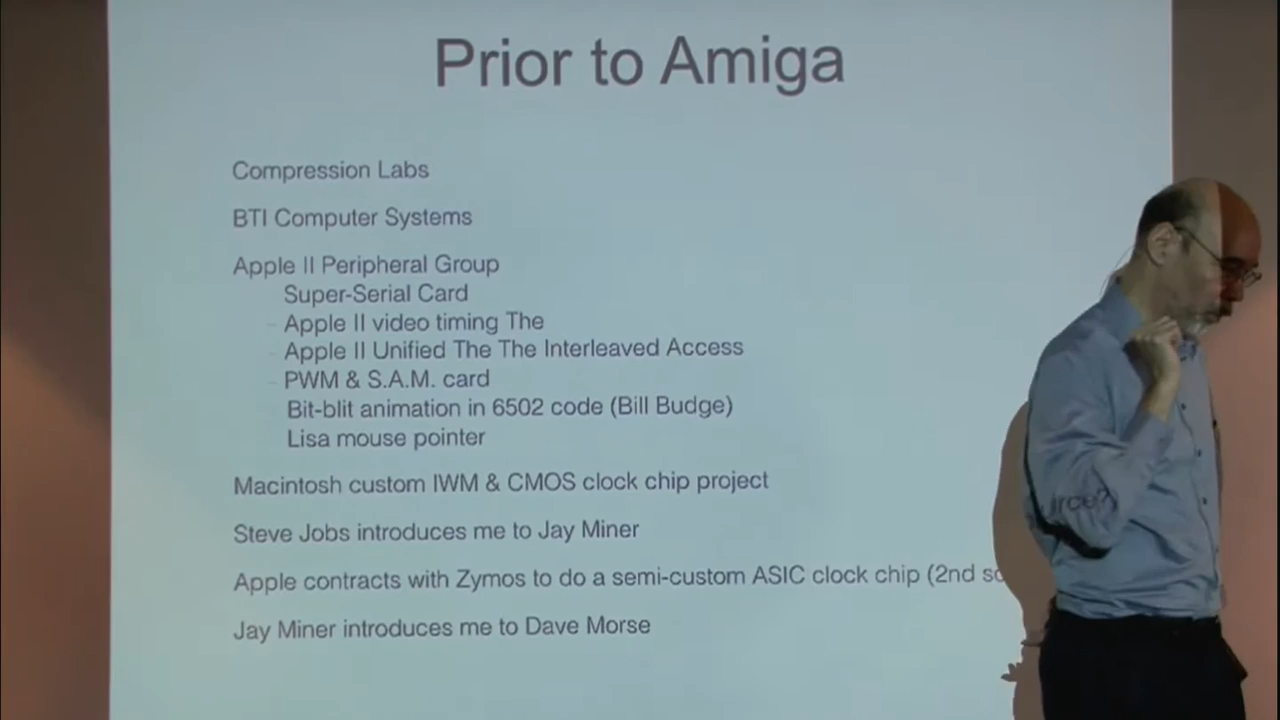 Prior to Amiga
Compression Labs
BTI Computer Systems
Apple II Peripheral Group
Super-Serial Card
- Apple II video timing The
- Apple II Unified The The Interleaved Access
- PWM & S.A.M. card
Bit-blit animation in 6502 code (Bill Budge)
Lisa mouse pointer
Macintosh custom IWM & CMOS clock chip project
Steve Jobs introduces me to Jay Miner
Apple contracts with Zymos to do a semi-custom ASIC clock chip (2nd
Jay Miner introduces me to Dave Morse